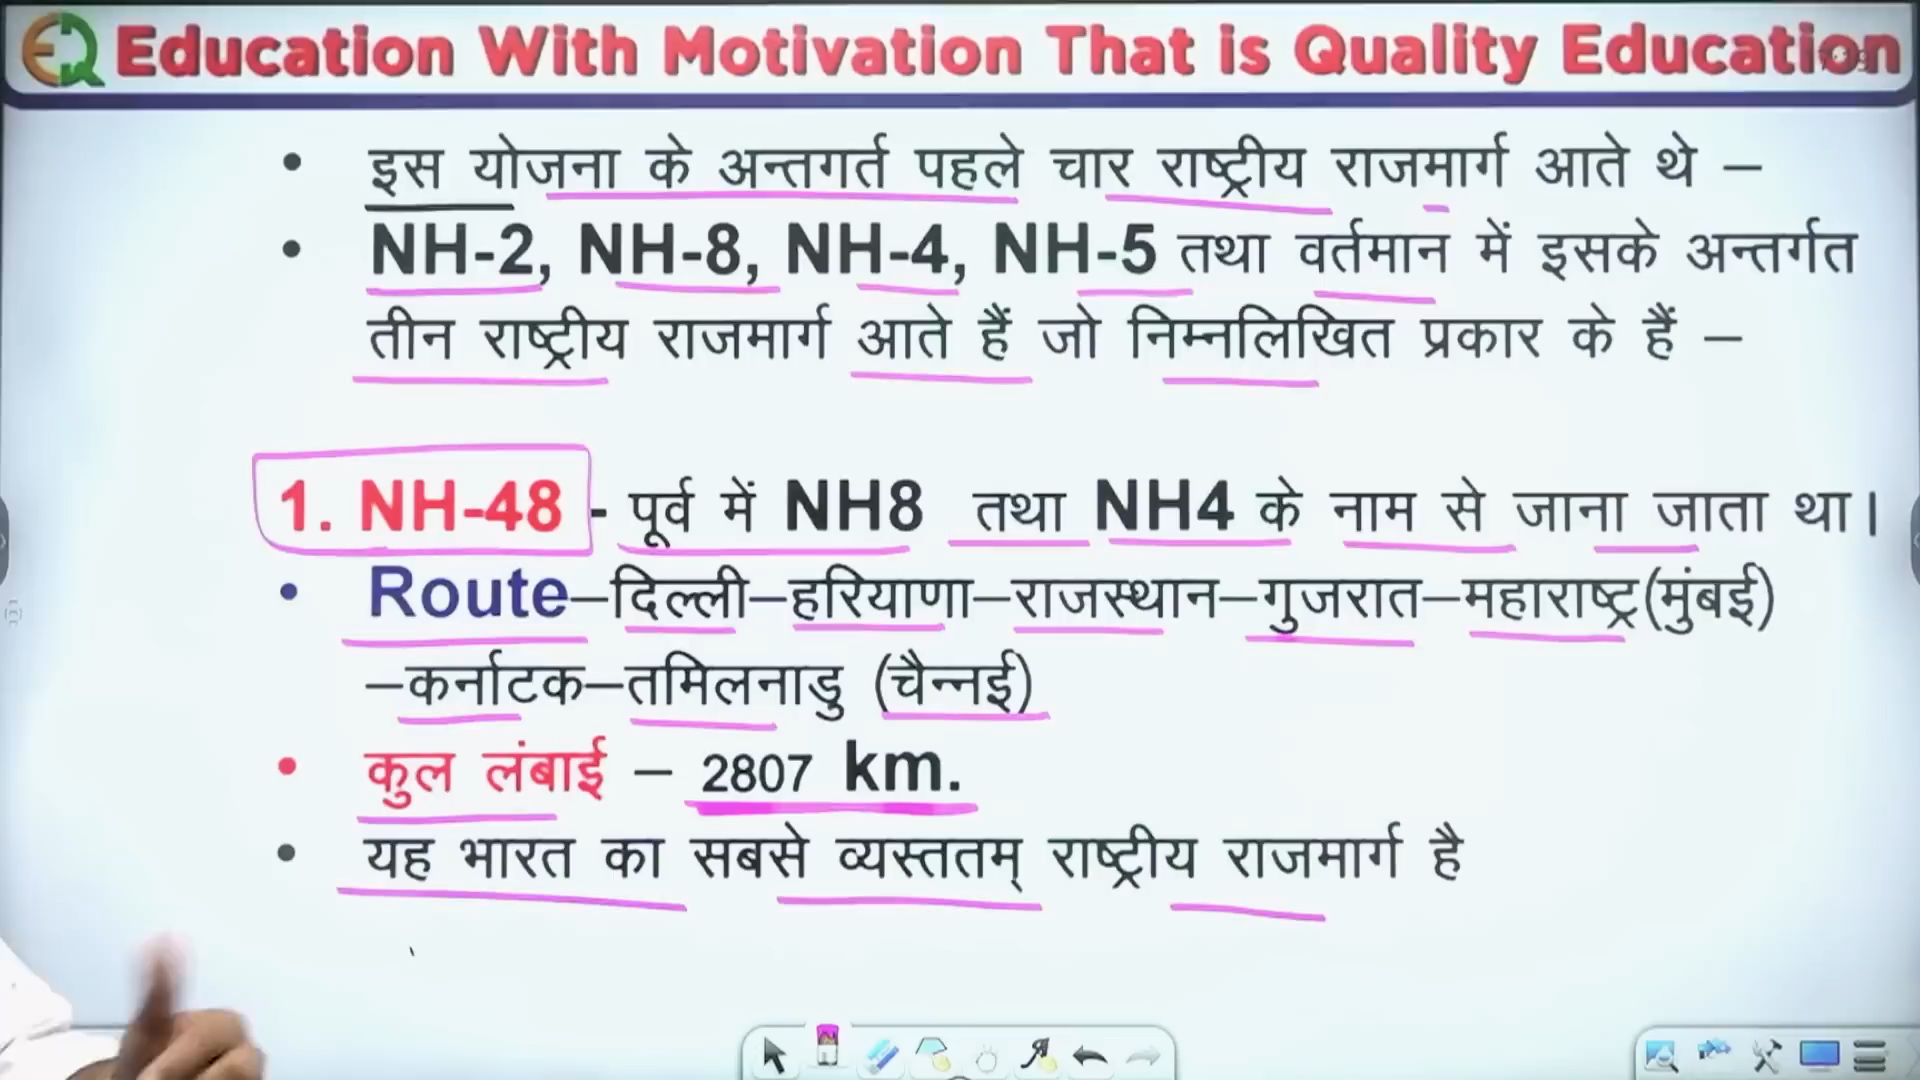 Education With Motivation That is Quality Education
• इस योजना के अन्तगर्त पहले चार राष्ट्रीय राजमार्ग आते थे –
• NH-2, NH-8, NH-4, NH-5 तथा वर्तमान में इसके अन्तर्गत
तीन राष्ट्रीय राजमार्ग आते हैं जो निम्नलिखित प्रकार के हैं –
1. NH-48 - पूर्व में NH8 तथा NH4 के नाम से जाना जाता था।
• Route–दिल्ली–हरियाणा–राजस्थान–गुजरात–महाराष्ट्र(मुंबई)
–कर्नाटक–तमिलनाडु (चैन्नई)
• कुल लंबाई – 2807 km.
• यह भारत का सबसे व्यस्ततम् राष्ट्रीय राजमार्ग है